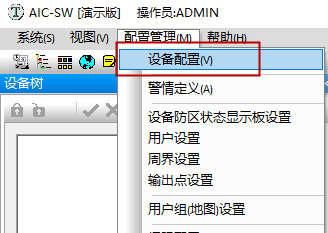 AIC-SW [演示版] 操作员:ADMIN
系统(S) 视图(V) 配置管理(M) 帮助(H)
设备配置(V)
设备树
警情定义(A)
设备防区状态显示板设置
用户设置
周界设置
输出点设置
用户组(地图)设置